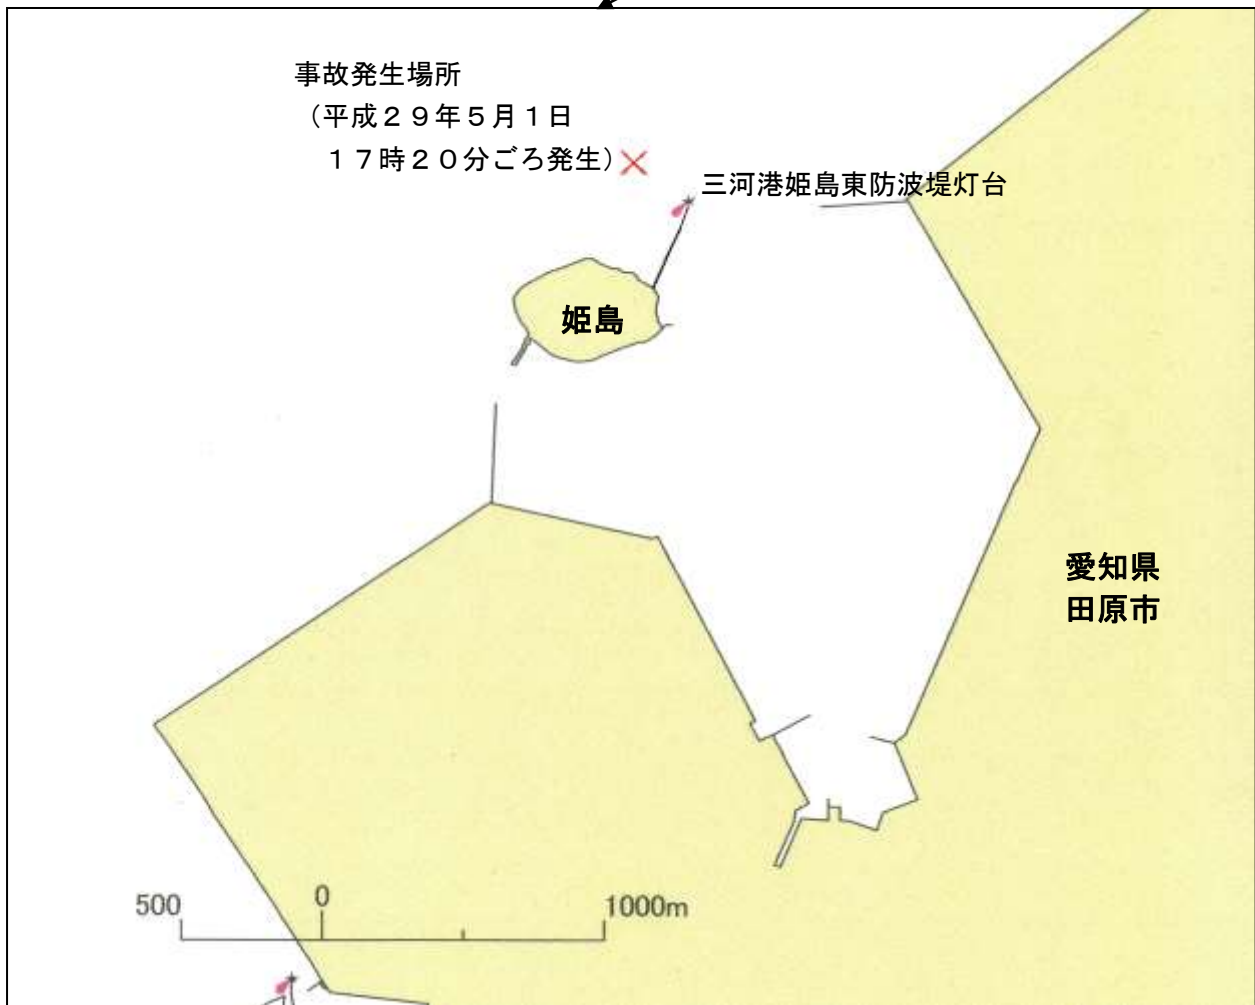 事故発生場所
（平成２９年５月１日
１７時２０分ごろ発生）
三河港姫島東防波堤灯台
姫島
愛知県
田原市
500 0 1000m